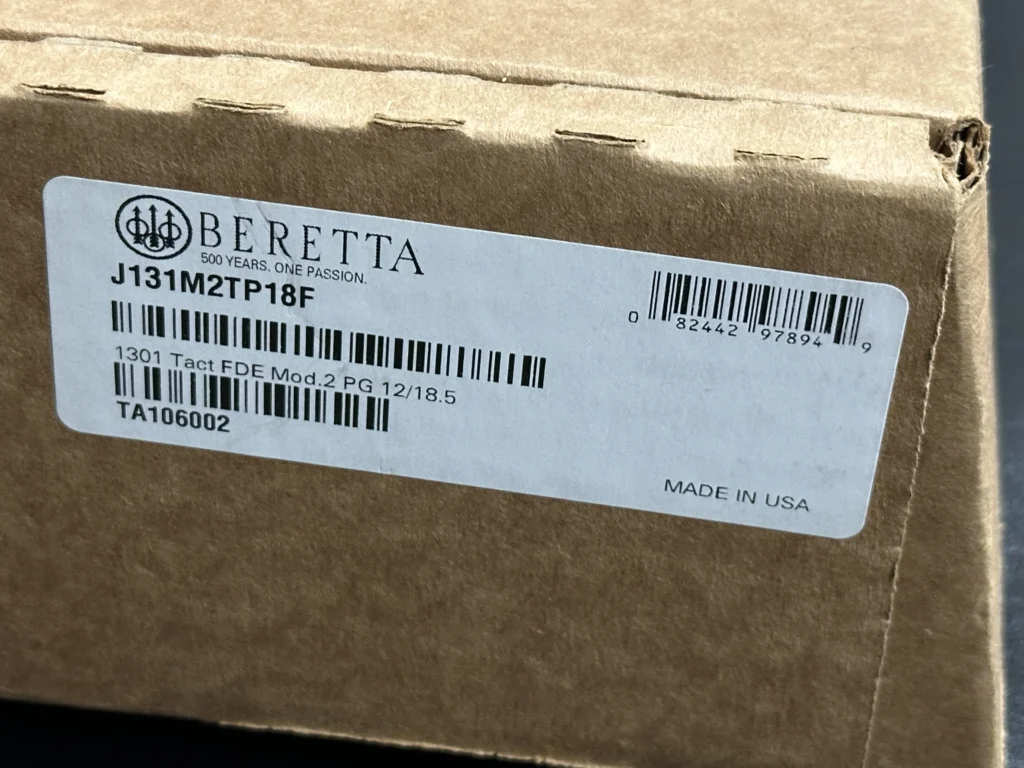 BERETTA
500 YEARS. ONE PASSION.
J131M2TP18F
1301 Tact FDE Mod.2 PG 12/18.5
TA106002
0 82442 97894 9
MADE IN USA